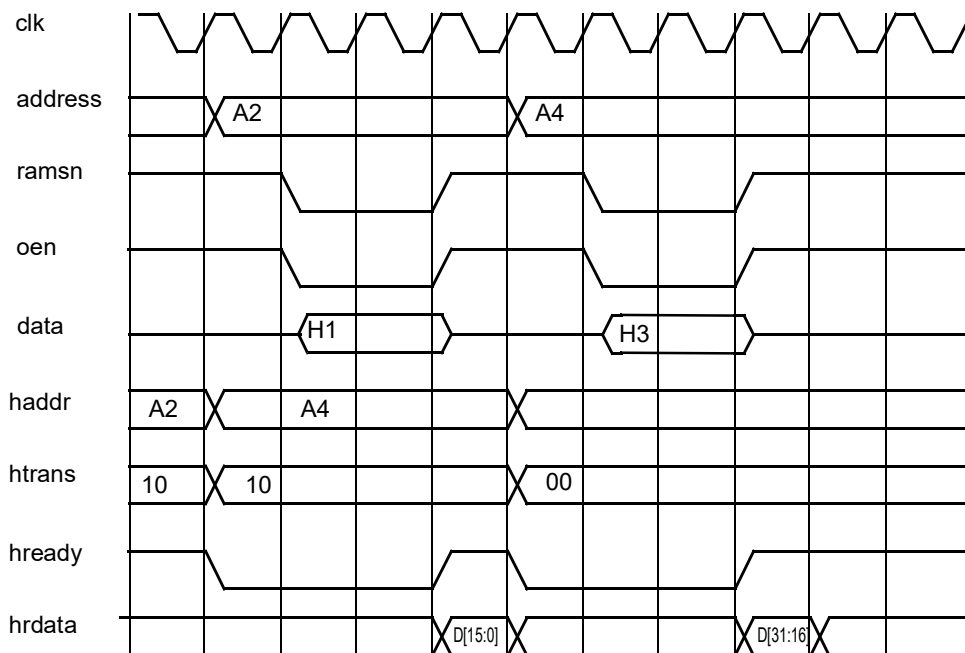 clk
address A2 A4
ramsn
oen
data H1 H3
haddr A2 A4
htrans 10 10 00
hready
hrdata D[15:0] D[31:16]